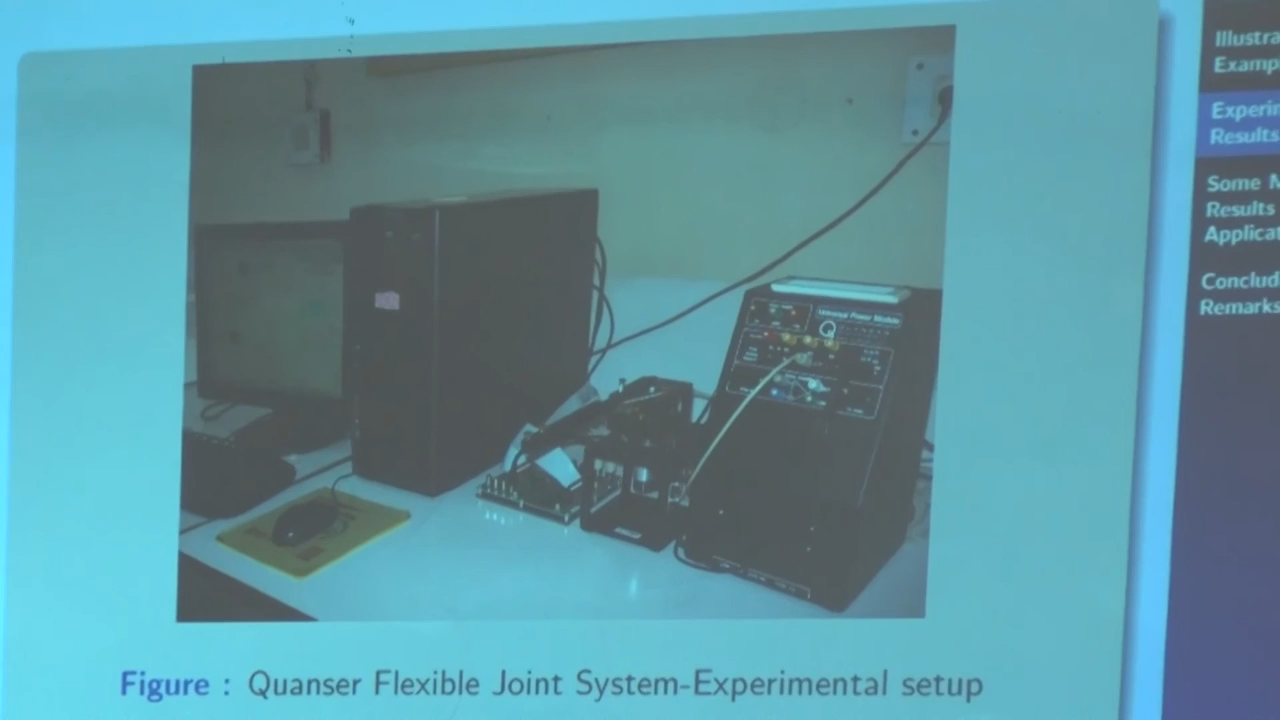 Illustra
Examp
Experin
Results
Some M
Results
Applicat
Conclud
Remarks
Universal Power Module
Figure : Quanser Flexible Joint System-Experimental setup